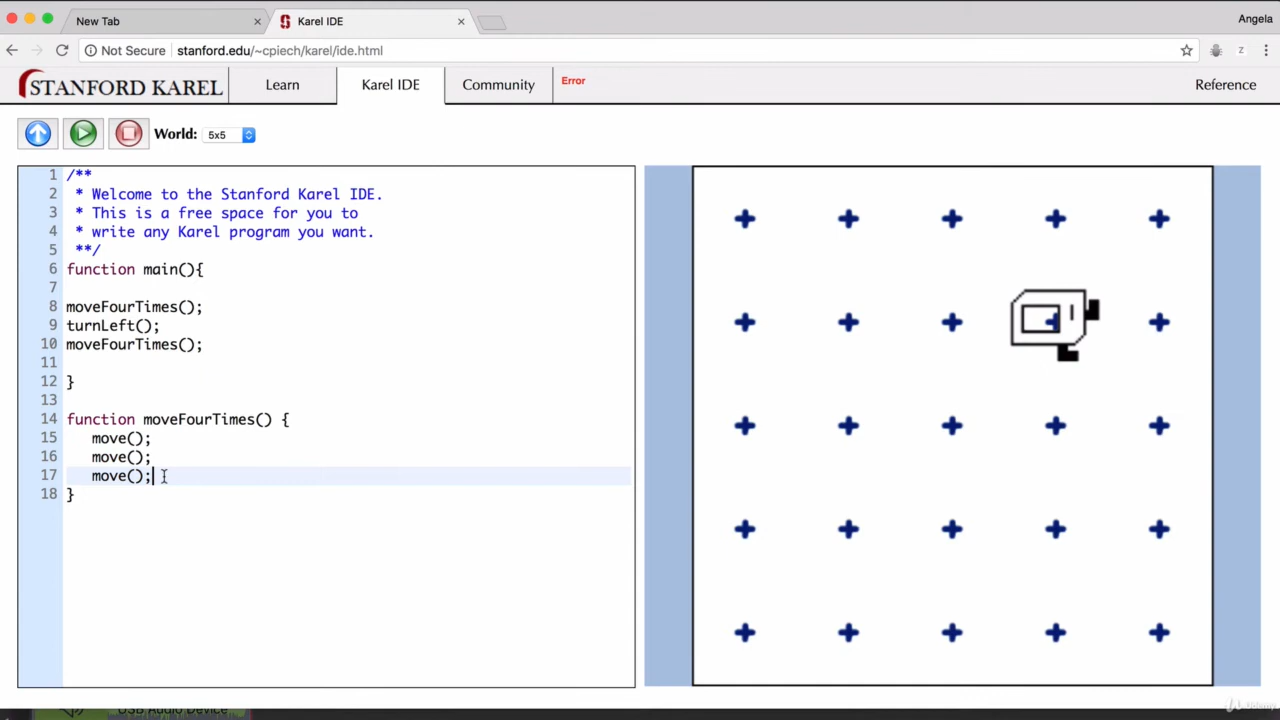 New Tab
Karel IDE
Angela
Not Secure
stanford.edu/~cpiech/karel/ide.html
Z
STANFORD KAREL
Learn
Karel IDE
Community
Error
Reference
World:
5x5
1 /**
2 * Welcome to the Stanford Karel IDE.
3 * This is a free space for you to
4 * write any Karel program you want.
5 **/
6 function main(){
7
8 moveFourTimes();
9 turnLeft();
10 moveFourTimes();
11
12 }
13
14 function moveFourTimes() {
15 move();
16 move();
17 move();
18 }
USB Audio Device
Udemy